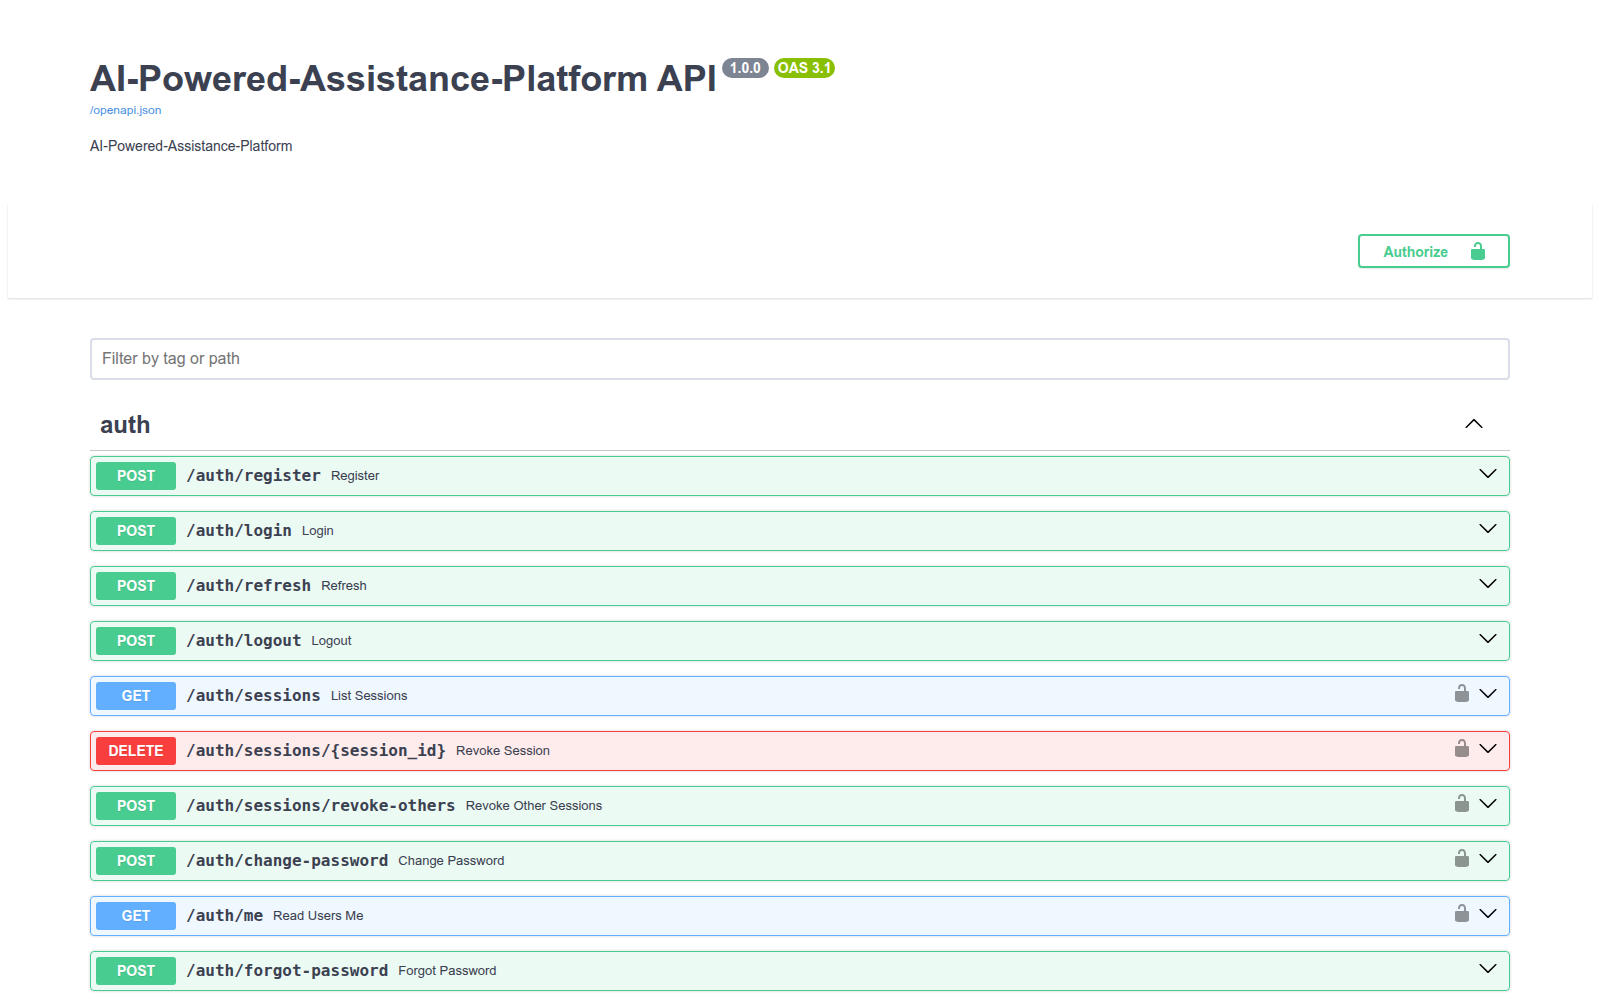 AI-Powered-Assistance-Platform API 1.0.0 OAS 3.1
/openapi.json
AI-Powered-Assistance-Platform
Authorize
Filter by tag or path
auth
POST /auth/register Register
POST /auth/login Login
POST /auth/refresh Refresh
POST /auth/logout Logout
GET /auth/sessions List Sessions
DELETE /auth/sessions/{session_id} Revoke Session
POST /auth/sessions/revoke-others Revoke Other Sessions
POST /auth/change-password Change Password
GET /auth/me Read Users Me
POST /auth/forgot-password Forgot Password